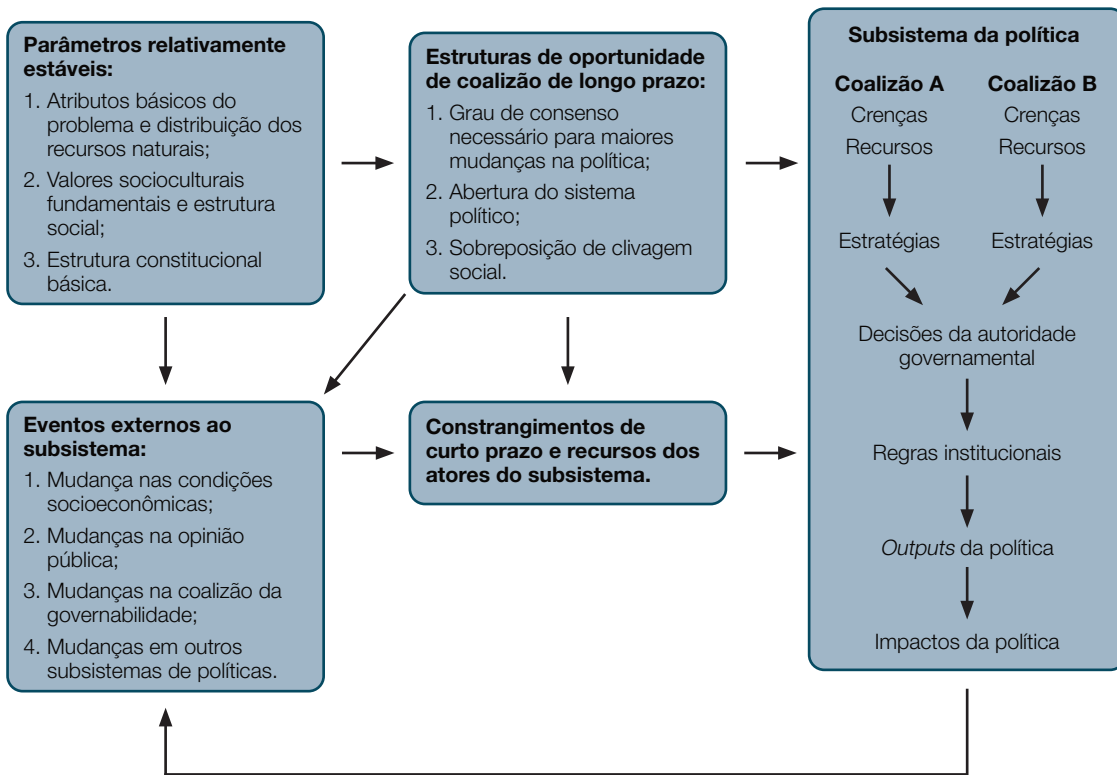 Parâmetros relativamente
estáveis:
1. Atributos básicos do
problema e distribuição dos
recursos naturais;
2. Valores socioculturais
fundamentais e estrutura
social;
3. Estrutura constitucional
básica.
Estruturas de oportunidade
de coalizão de longo prazo:
1. Grau de consenso
necessário para maiores
mudanças na política;
2. Abertura do sistema
político;
3. Sobreposição de clivagem
social.
Eventos externos ao
subsistema:
1. Mudança nas condições
socioeconômicas;
2. Mudanças na opinião
pública;
3. Mudanças na coalizão da
governabilidade;
4. Mudanças em outros
subsistemas de políticas.
Constrangimentos de
curto prazo e recursos dos
atores do subsistema.
Subsistema da política
Coalizão A Coalizão B
Crenças Crenças
Recursos Recursos
Estratégias Estratégias
Decisões da autoridade
governamental
Regras institucionais
Outputs da política
Impactos da política